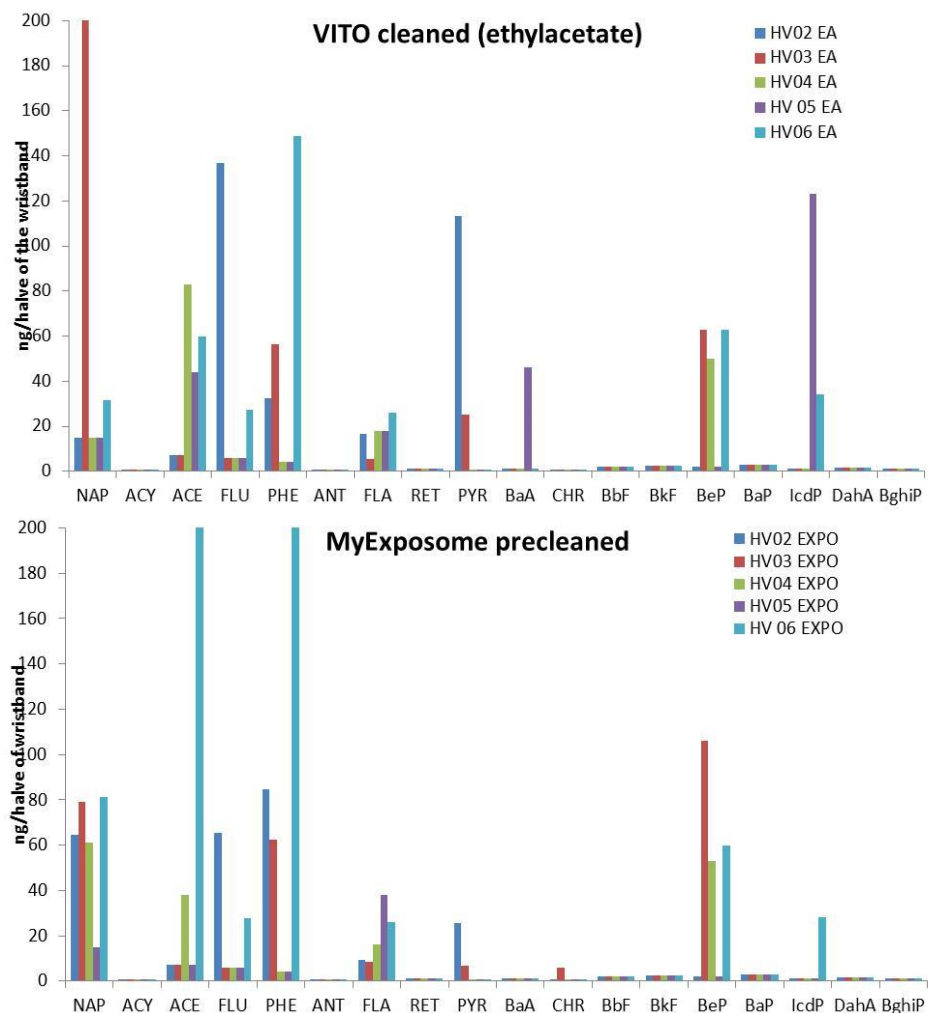 VITO cleaned (ethylacetate)
HV02 EA
HV03 EA
HV04 EA
HV 05 EA
HV06 EA
ng/halve of the wristband
200
180
160
140
120
100
80
60
40
20
0
NAP ACY ACE FLU PHE ANT FLA RET PYR BaA CHR BbF BkF BeP BaP IcdP DahA BghiP
MyExposome precleaned
HV02 EXPO
HV03 EXPO
HV04 EXPO
HV05 EXPO
HV 06 EXPO
ng/halve of wristband
200
180
160
140
120
100
80
60
40
20
0
NAP ACY ACE FLU PHE ANT FLA RET PYR BaA CHR BbF BkF BeP BaP IcdP DahA BghiP